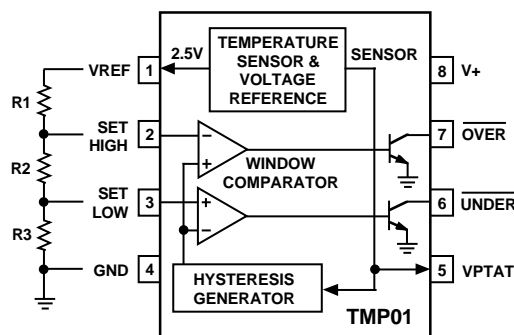 TEMPERATURE
SENSOR &
VOLTAGE
REFERENCE
2.5V
SENSOR
VREF 1
8 V+
R1
SET
HIGH 2
7 OVER
R2
WINDOW
COMPARATOR
SET
LOW 3
6 UNDER
R3
GND 4
5 VPTAT
HYSTERESIS
GENERATOR
TMP01
− +
+ −